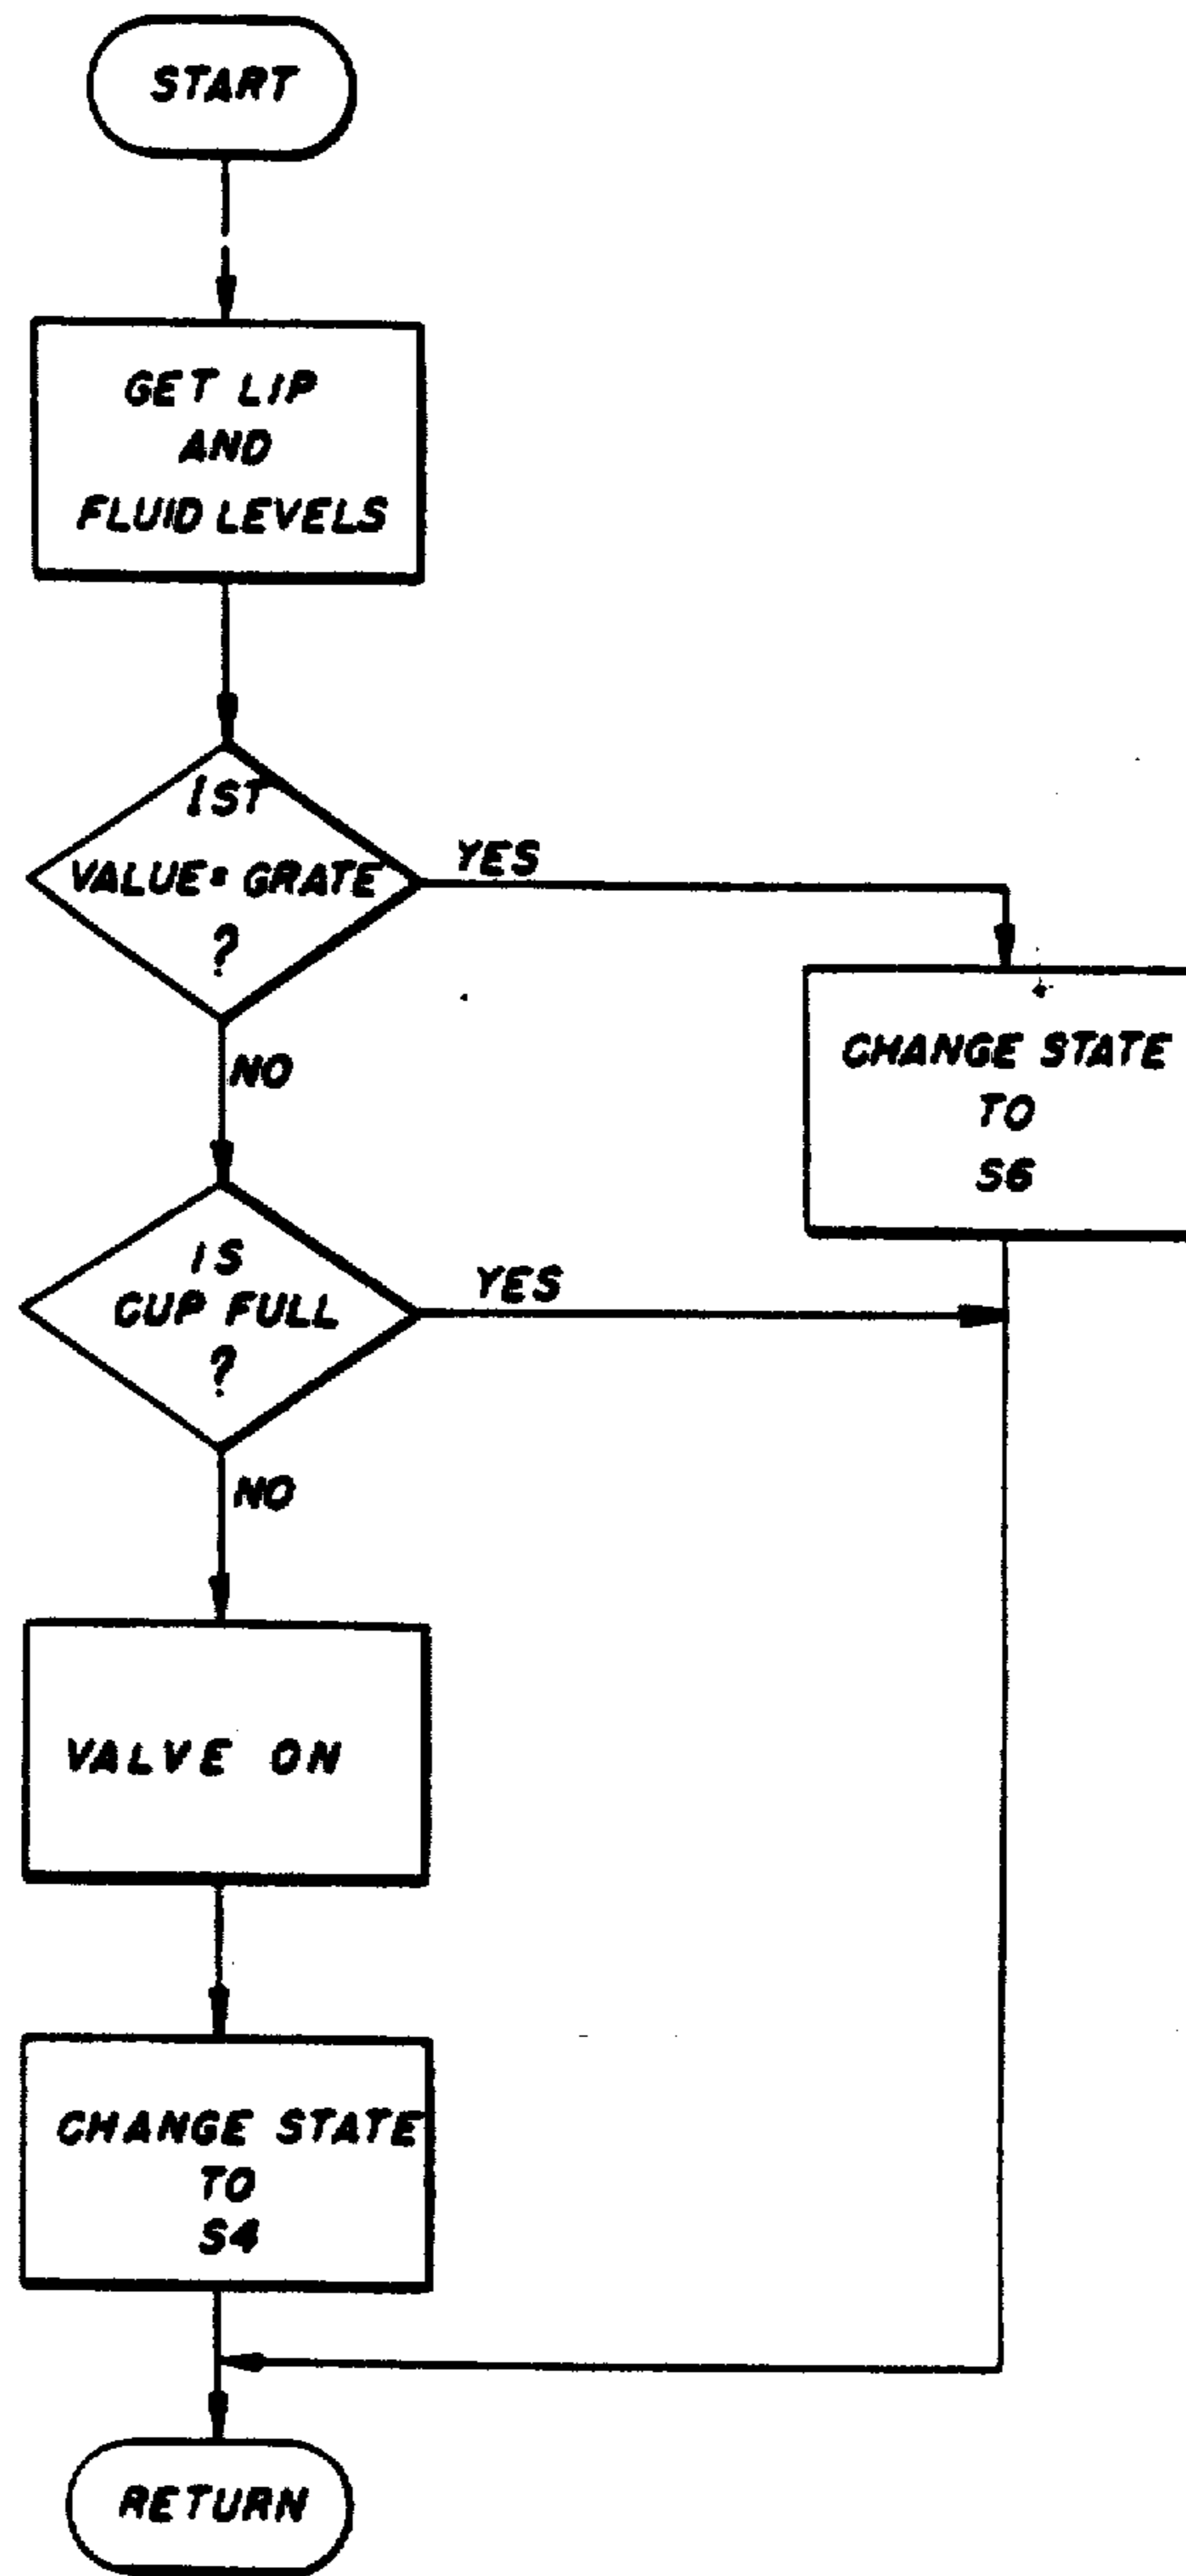 START
GET LIP
AND
FLUID LEVELS
1ST
VALUE= GRATE
?
YES
CHANGE STATE
TO
S6
NO
IS
CUP FULL
?
YES
NO
VALVE ON
CHANGE STATE
TO
S4
RETURN